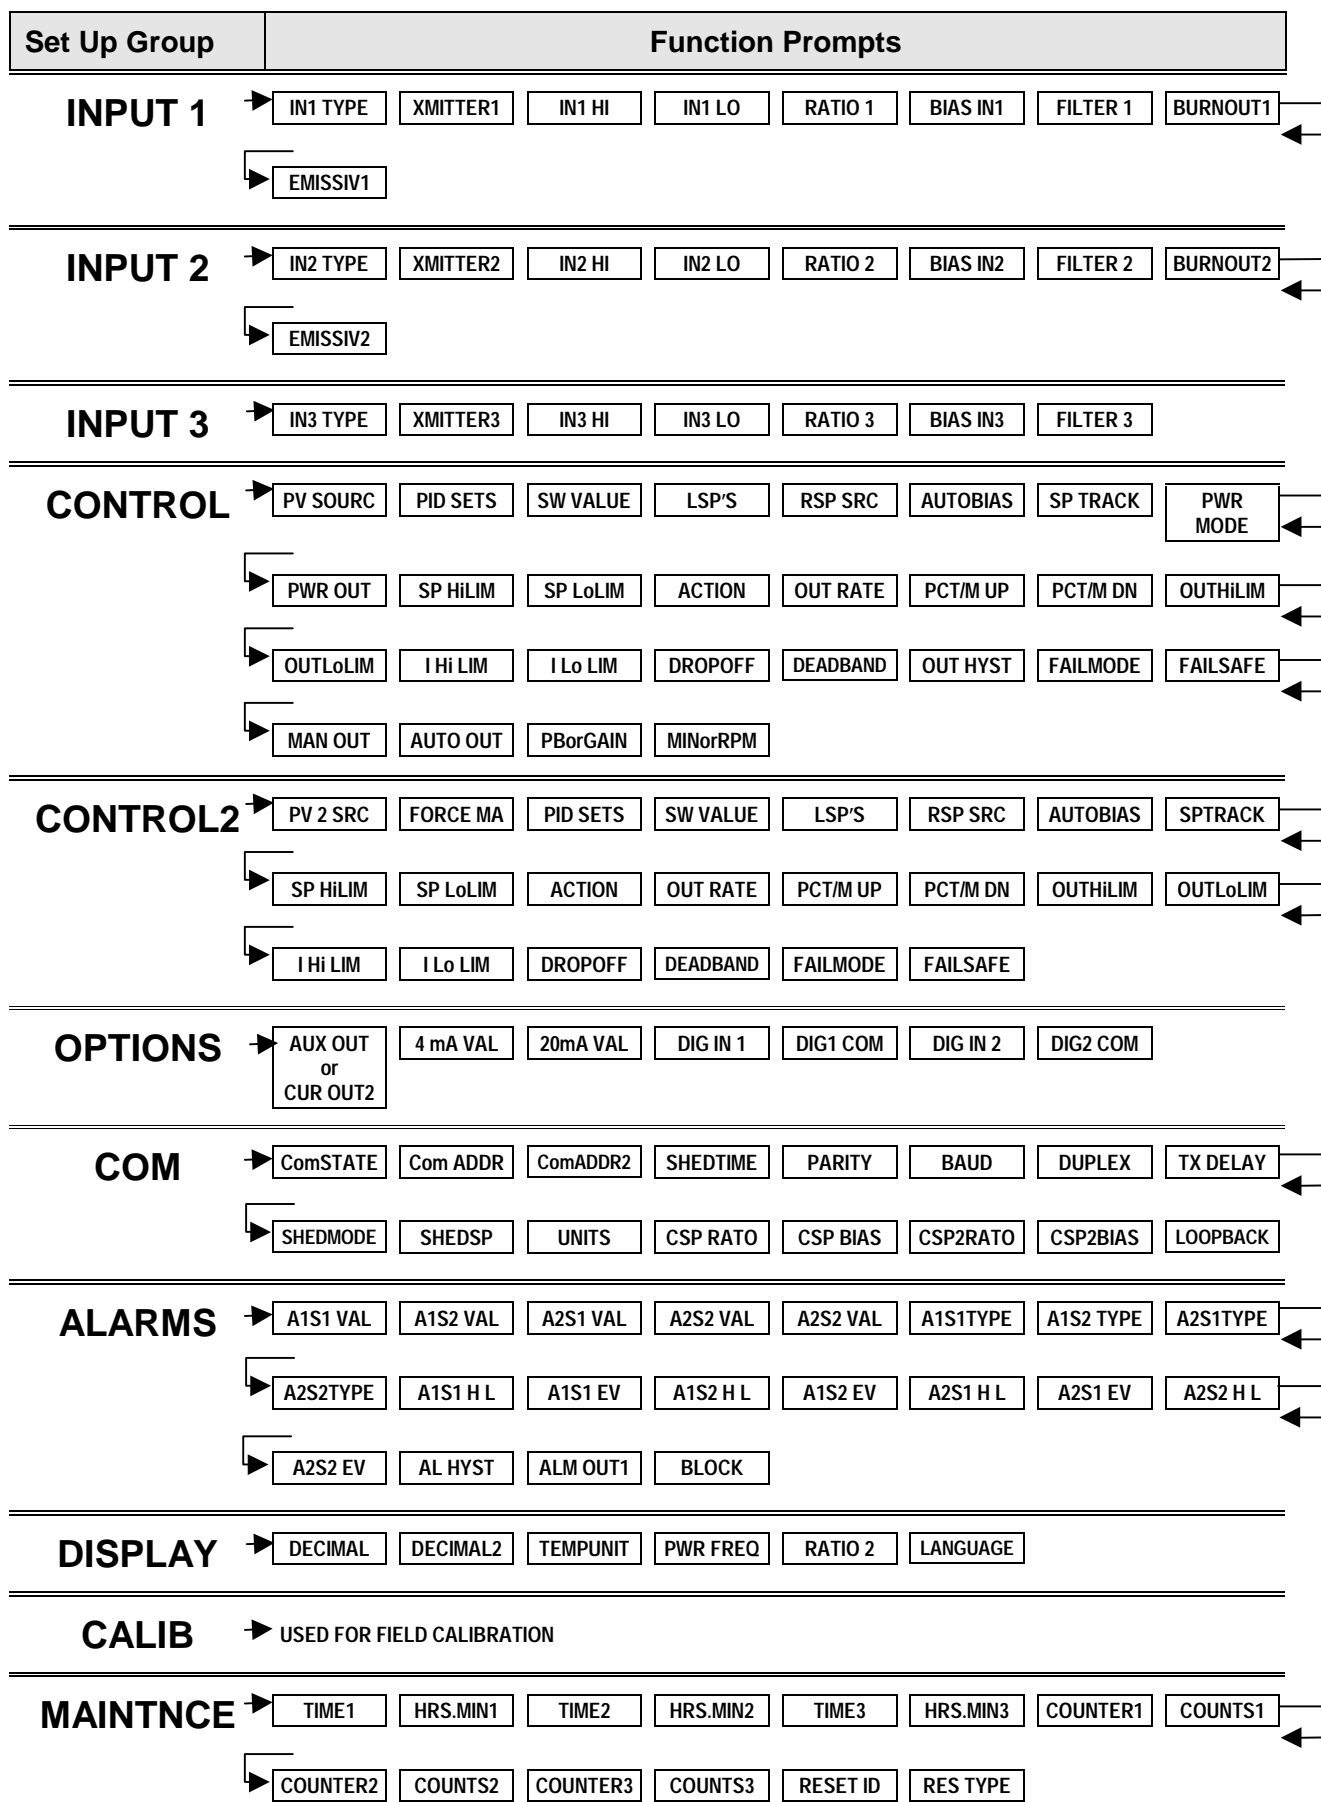 Set Up Group Function Prompts
INPUT 1 IN1 TYPE XMITTER1 IN1 HI IN1 LO RATIO 1 BIAS IN1 FILTER 1 BURNOUT1
EMISSIV1
INPUT 2 IN2 TYPE XMITTER2 IN2 HI IN2 LO RATIO 2 BIAS IN2 FILTER 2 BURNOUT2
EMISSIV2
INPUT 3 IN3 TYPE XMITTER3 IN3 HI IN3 LO RATIO 3 BIAS IN3 FILTER 3
CONTROL PV SOURC PID SETS SW VALUE LSP'S RSP SRC AUTOBIAS SP TRACK PWR
MODE
PWR OUT SP HiLIM SP LoLIM ACTION OUT RATE PCT/M UP PCT/M DN OUTHiLIM
OUTLoLIM I Hi LIM I Lo LIM DROPOFF DEADBAND OUT HYST FAILMODE FAILSAFE
MAN OUT AUTO OUT PBorGAIN MINorRPM
CONTROL2 PV 2 SRC FORCE MA PID SETS SW VALUE LSP'S RSP SRC AUTOBIAS SPTRACK
SP HiLIM SP LoLIM ACTION OUT RATE PCT/M UP PCT/M DN OUTHiLIM OUTLoLIM
I Hi LIM I Lo LIM DROPOFF DEADBAND FAILMODE FAILSAFE
OPTIONS AUX OUT 4 mA VAL 20mA VAL DIG IN 1 DIG1 COM DIG IN 2 DIG2 COM
or
CUR OUT2
COM ComSTATE Com ADDR ComADDR2 SHEDTIME PARITY BAUD DUPLEX TX DELAY
SHEDMODE SHEDSP UNITS CSP RATO CSP BIAS CSP2RATO CSP2BIAS LOOPBACK
ALARMS A1S1 VAL A1S2 VAL A2S1 VAL A2S2 VAL A2S2 VAL A1S1TYPE A1S2 TYPE A2S1TYPE
A2S2TYPE A1S1 H L A1S1 EV A1S2 H L A1S2 EV A2S1 H L A2S1 EV A2S2 H L
A2S2 EV AL HYST ALM OUT1 BLOCK
DISPLAY DECIMAL DECIMAL2 TEMPUNIT PWR FREQ RATIO 2 LANGUAGE
CALIB USED FOR FIELD CALIBRATION
MAINTNCE TIME1 HRS.MIN1 TIME2 HRS.MIN2 TIME3 HRS.MIN3 COUNTER1 COUNTS1
COUNTER2 COUNTS2 COUNTER3 COUNTS3 RESET ID RES TYPE